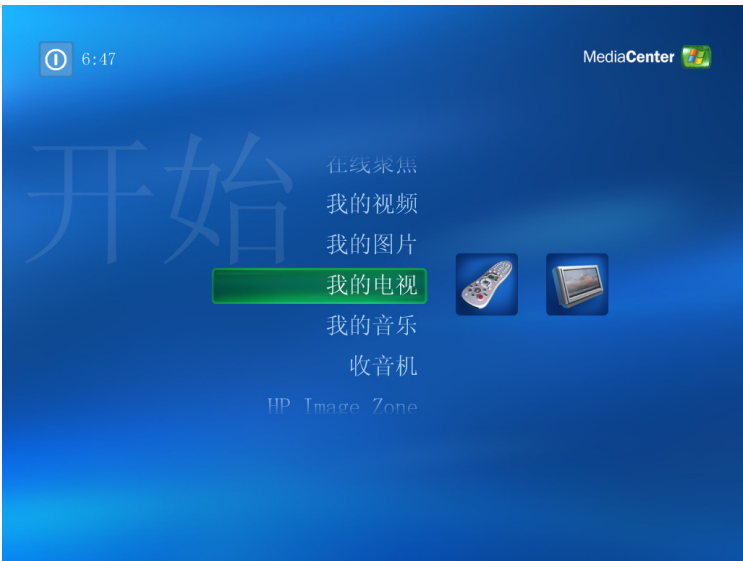 6:47
MediaCenter
开始
在线聚焦
我的视频
我的图片
我的电视
我的音乐
收音机
HP Image Zone